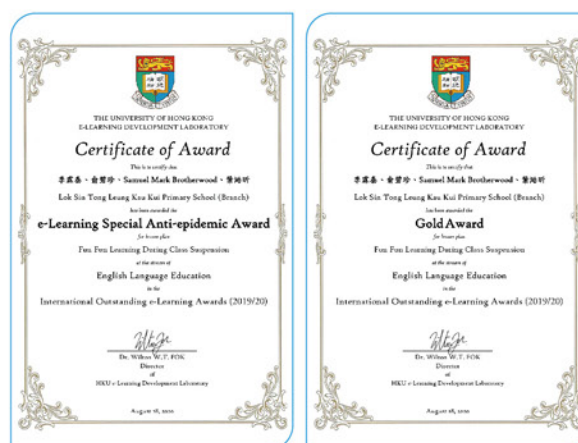 THE UNIVERSITY OF HONG KONG
E-LEARNING DEVELOPMENT LABORATORY
Certificate of Award
This is to certify that
Samuel Mark Brotherwood、
Lok Sin Tong Leung Kau Kui Primary School (Branch)
has been awarded the
e-Learning Special Anti-epidemic Award
for lesson plan
Fun Fun Learning During Class Suspension
at the stream of
English Language Education
in the
International Outstanding e-Learning Awards (2019/20)
Dr. Wilton W.T. FOK
Director
of
HKU e-Learning Development Laboratory
August 18, 2020
THE UNIVERSITY OF HONG KONG
E-LEARNING DEVELOPMENT LABORATORY
Certificate of Award
This is to certify that
Samuel Mark Brotherwood、
Lok Sin Tong Leung Kau Kui Primary School (Branch)
has been awarded the
Gold Award
for lesson plan
Fun Fun Learning During Class Suspension
at the stream of
English Language Education
in the
International Outstanding e-Learning Awards (2019/20)
Dr. Wilton W.T. FOK
Director
of
HKU e-Learning Development Laboratory
August 18, 2020